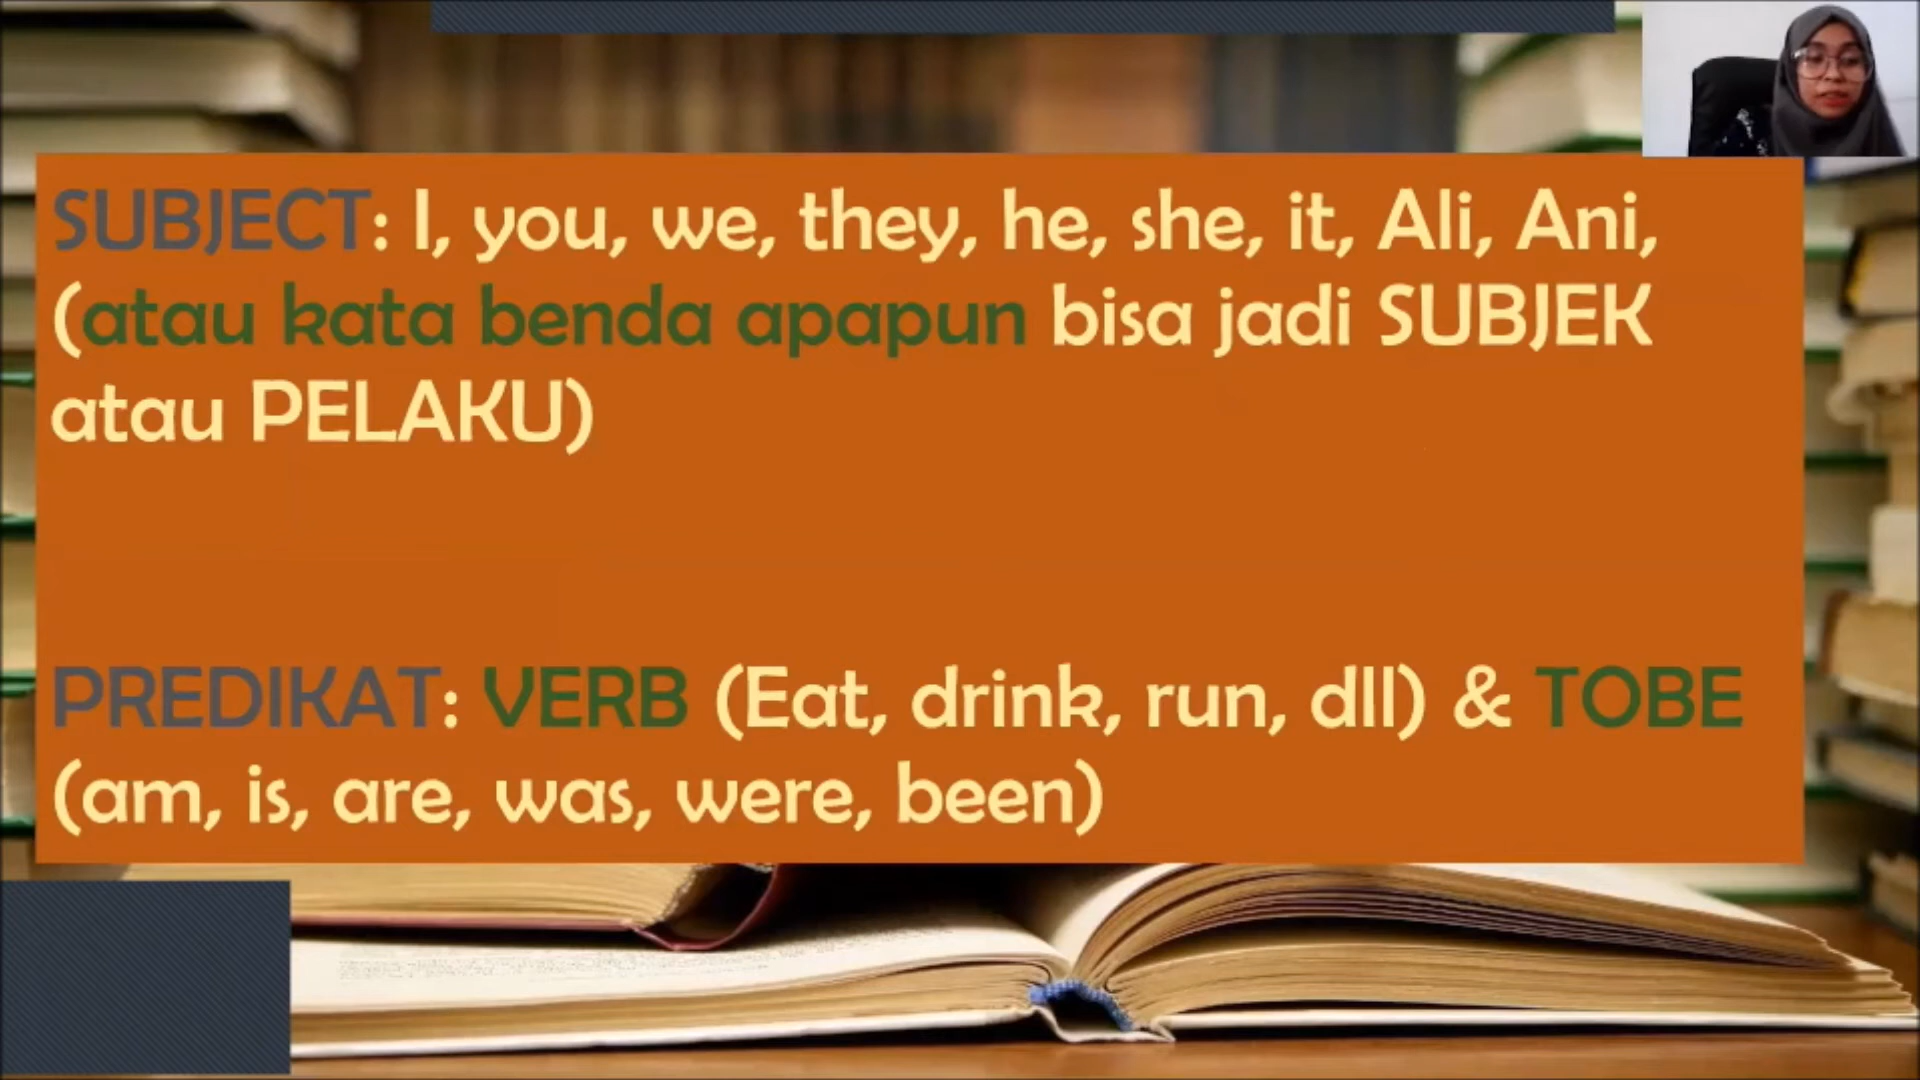 SUBJECT: I, you, we, they, he, she, it, Ali, Ani,
(atau kata benda apapun bisa jadi SUBJEK
atau PELAKU)
PREDIKAT: VERB (Eat, drink, run, dll) & TOBE
(am, is, are, was, were, been)